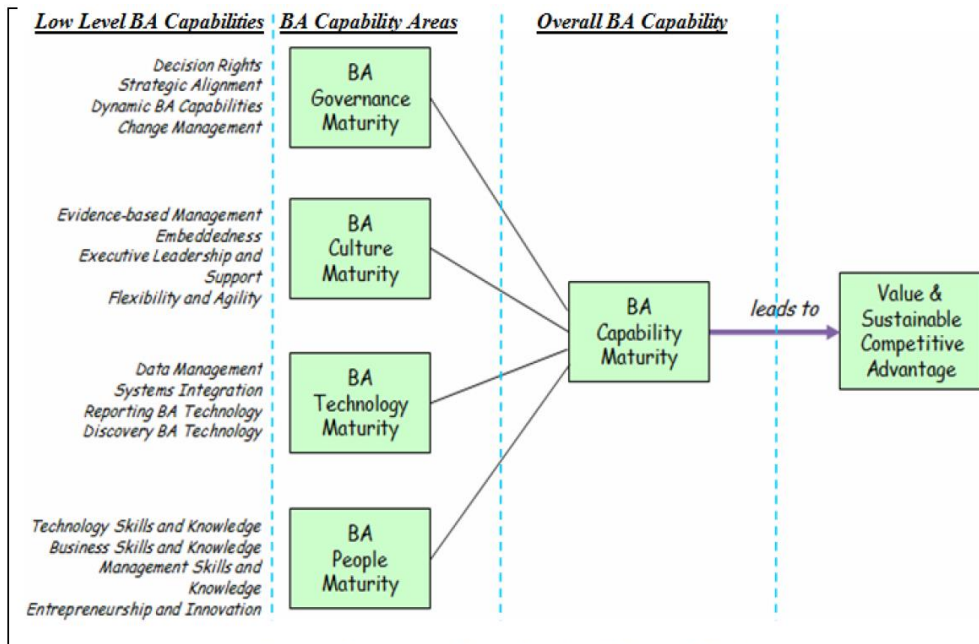 Low Level BA Capabilities
BA Capability Areas
Overall BA Capability
Decision Rights
Strategic Alignment
Dynamic BA Capabilities
Change Management
BA
Governance
Maturity
Evidence-based Management
Embeddedness
Executive Leadership and
Support
Flexibility and Agility
BA
Culture
Maturity
Data Management
Systems Integration
Reporting BA Technology
Discovery BA Technology
BA
Technology
Maturity
Technology Skills and Knowledge
Business Skills and Knowledge
Management Skills and
Knowledge
Entrepreneurship and Innovation
BA
People
Maturity
BA
Capability
Maturity
leads to
Value &
Sustainable
Competitive
Advantage